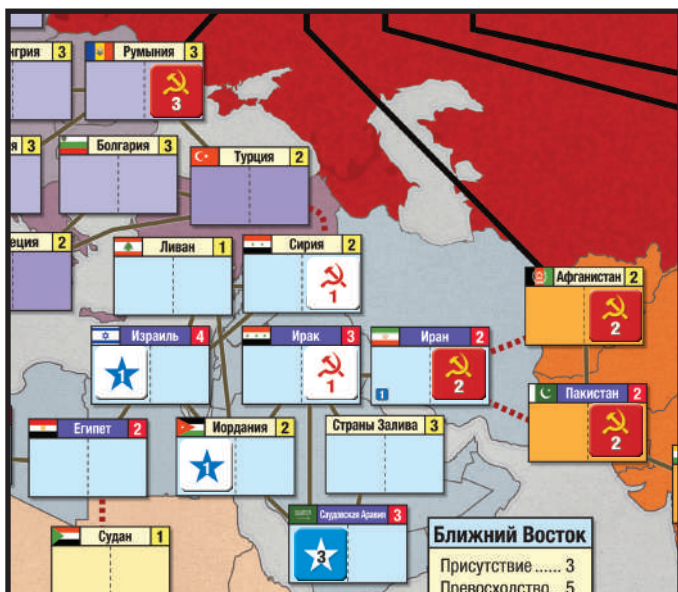 нгрия 3
Румыния 3
3
я 3
Болгария 3
Турция 2
еция 2
Ливан 1
Сирия 2
1
Афганистан 2
2
Израиль 4
1
Ирак 3
1
Иран 2
1 2
Пакистан 2
2
Египет 2
Иордания 2
1
Страны Залива 3
Саудовская Аравия 3
3
Судан 1
Ближний Восток
Присутствие...... 3
Превосходство.. 5